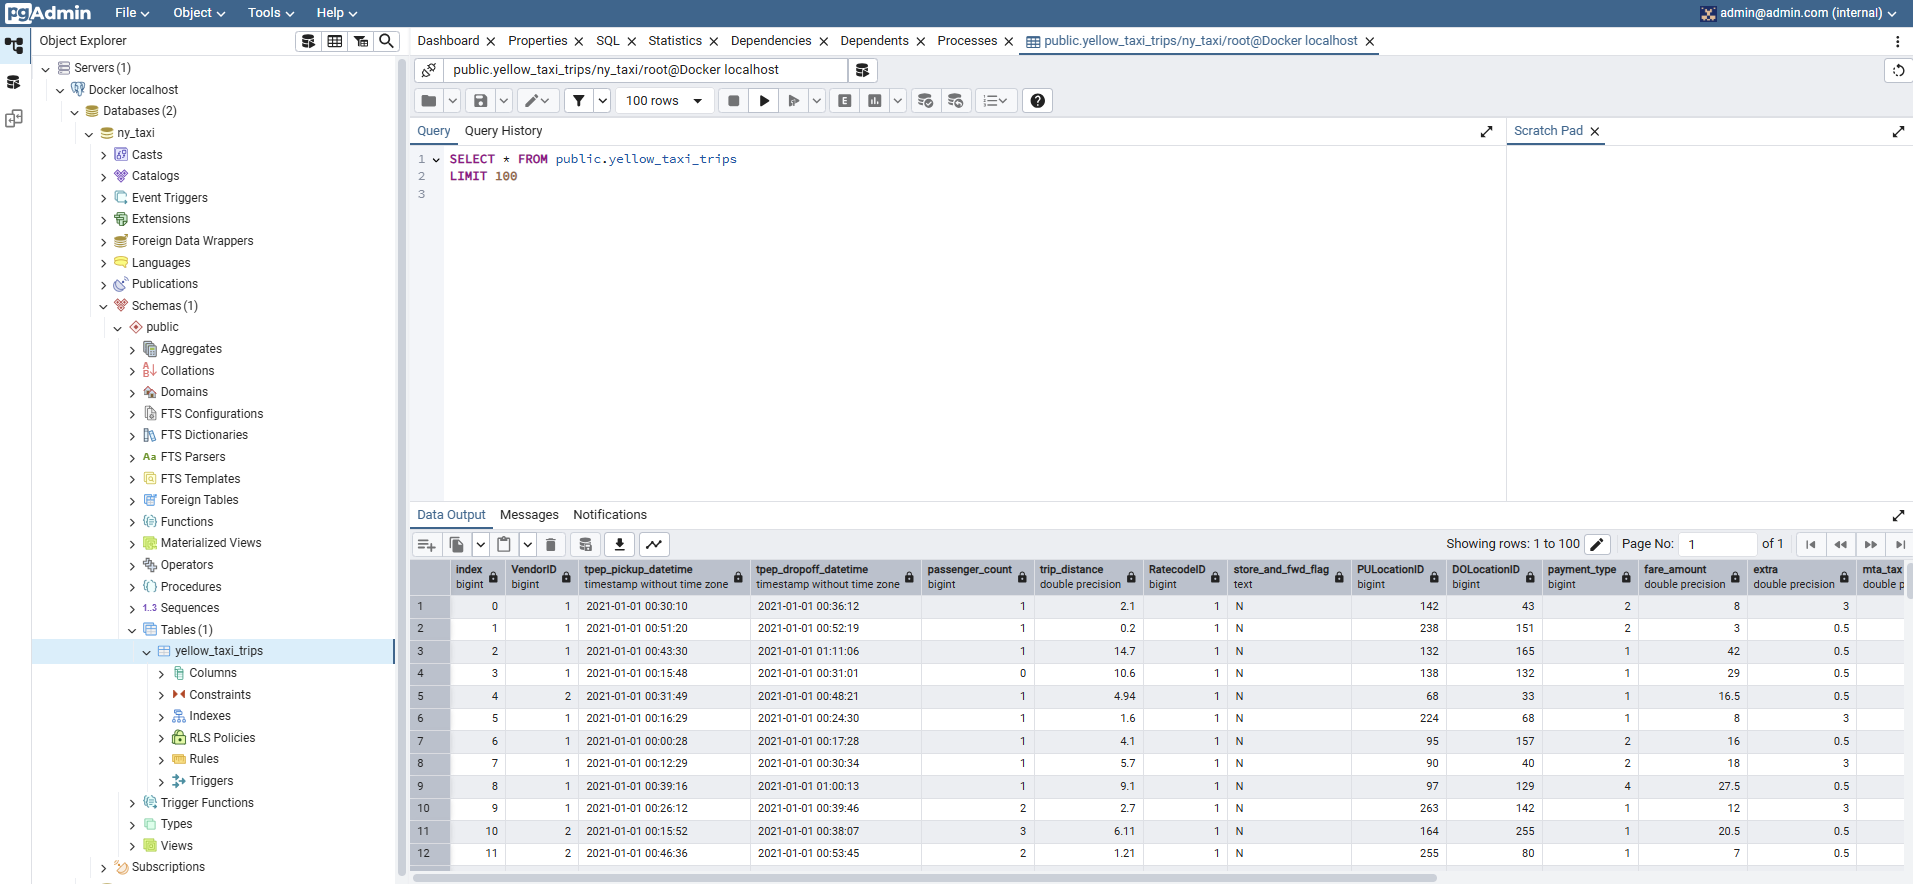 pgAdmin File Object Tools Help admin@admin.com (internal)
Object Explorer
Servers (1)
Docker localhost
Databases (2)
ny_taxi
Casts
Catalogs
Event Triggers
Extensions
Foreign Data Wrappers
Languages
Publications
Schemas (1)
public
Aggregates
Collations
Domains
FTS Configurations
FTS Dictionaries
Aa FTS Parsers
FTS Templates
Foreign Tables
Functions
Materialized Views
Operators
Procedures
1..3 Sequences
Tables (1)
yellow_taxi_trips
Columns
Constraints
Indexes
RLS Policies
Rules
Triggers
Trigger Functions
Types
Views
Subscriptions
Dashboard Properties SQL Statistics Dependencies Dependents Processes public.yellow_taxi_trips/ny_taxi/root@Docker localhost
public.yellow_taxi_trips/ny_taxi/root@Docker localhost
100 rows E
Query Query History
1 SELECT * FROM public.yellow_taxi_trips
2 LIMIT 100
3
Scratch Pad
Data Output Messages Notifications
Showing rows: 1 to 100 Page No: 1 of 1
index VendorID tpep_pickup_datetime tpep_dropoff_datetime passenger_count trip_distance RatecodeID store_and_fwd_flag PULocationID DOLocationID payment_type fare_amount extra mta_tax
bigint bigint timestamp without time zone timestamp without time zone bigint double precision bigint text bigint bigint bigint double precision double precision double p
1 0 1 2021-01-01 00:30:10 2021-01-01 00:36:12 1 2.1 1 N 142 43 2 8 3
2 1 1 2021-01-01 00:51:20 2021-01-01 00:52:19 1 0.2 1 N 238 151 2 3 0.5
3 2 1 2021-01-01 00:43:30 2021-01-01 01:11:06 1 14.7 1 N 132 165 1 42 0.5
4 3 1 2021-01-01 00:15:48 2021-01-01 00:31:01 0 10.6 1 N 138 132 1 29 0.5
5 4 2 2021-01-01 00:31:49 2021-01-01 00:48:21 1 4.94 1 N 68 33 1 16.5 0.5
6 5 1 2021-01-01 00:16:29 2021-01-01 00:24:30 1 1.6 1 N 224 68 1 8 3
7 6 1 2021-01-01 00:00:28 2021-01-01 00:17:28 1 4.1 1 N 95 157 2 16 0.5
8 7 1 2021-01-01 00:12:29 2021-01-01 00:30:34 1 5.7 1 N 90 40 2 18 3
9 8 1 2021-01-01 00:39:16 2021-01-01 01:00:13 1 9.1 1 N 97 129 4 27.5 0.5
10 9 1 2021-01-01 00:26:12 2021-01-01 00:39:46 2 2.7 1 N 263 142 1 12 3
11 10 2 2021-01-01 00:15:52 2021-01-01 00:38:07 3 6.11 1 N 164 255 1 20.5 0.5
12 11 2 2021-01-01 00:46:36 2021-01-01 00:53:45 2 1.21 1 N 255 80 1 7 0.5